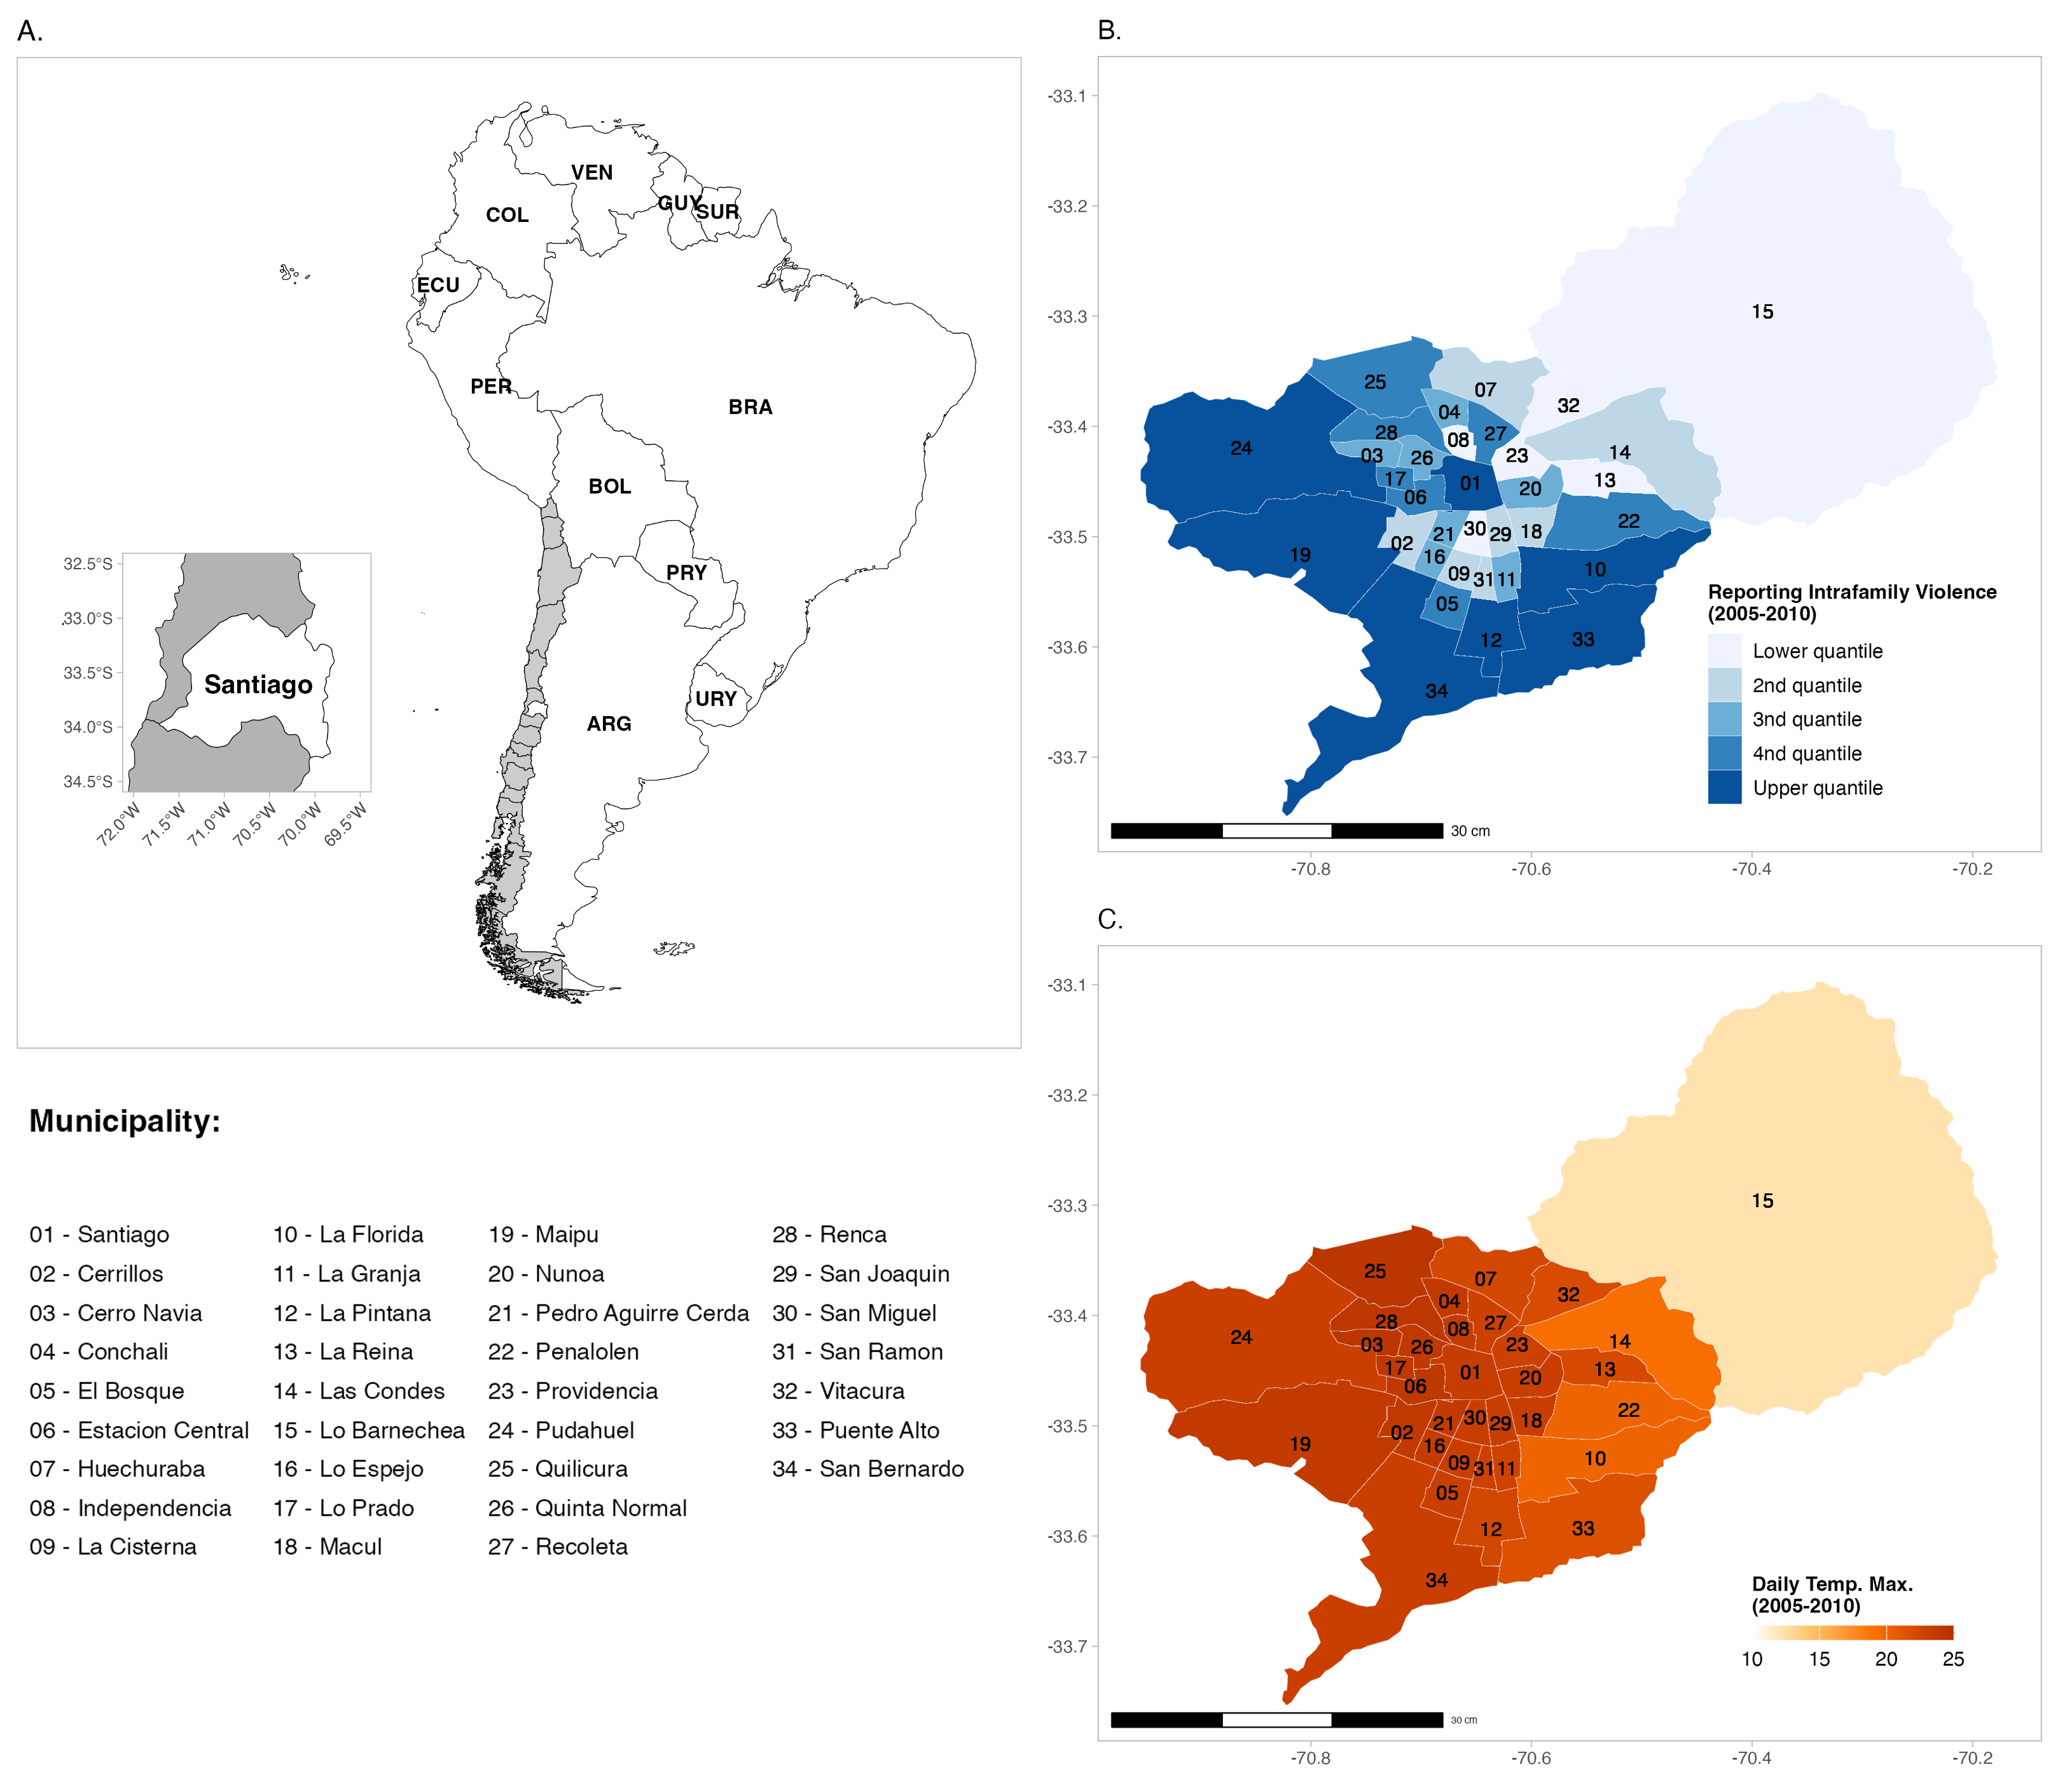 A.
VEN
GUY
SUR
COL
ECU
PER
BRA
BOL
PRY
URY
ARG
32.5°S
33.0°S
33.5°S
34.0°S
34.5°S
Santiago
72.0°W
71.5°W
71.0°W
70.5°W
70.0°W
69.5°W
B.
-33.1
-33.2
-33.3
-33.4
-33.5
-33.6
-33.7
15
25
07
32
04
28
08
27
24
03
26
23
14
17
01
13
06
20
22
02
21
30
29
18
19
16
09
31
11
10
05
12
33
34
Reporting Intrafamily Violence
(2005-2010)
Lower quantile
2nd quantile
3nd quantile
4nd quantile
Upper quantile
30 cm
-70.8
-70.6
-70.4
-70.2
C.
-33.1
-33.2
-33.3
-33.4
-33.5
-33.6
-33.7
15
25
07
32
04
28
08
27
24
03
26
23
14
17
01
13
06
20
22
02
21
30
29
18
19
16
09
31
11
10
05
12
33
34
Daily Temp. Max.
(2005-2010)
10 15 20 25
30 cm
-70.8
-70.6
-70.4
-70.2
Municipality:
01 - Santiago
02 - Cerrillos
03 - Cerro Navia
04 - Conchali
05 - El Bosque
06 - Estacion Central
07 - Huechuraba
08 - Independencia
09 - La Cisterna
10 - La Florida
11 - La Granja
12 - La Pintana
13 - La Reina
14 - Las Condes
15 - Lo Barnechea
16 - Lo Espejo
17 - Lo Prado
18 - Macul
19 - Maipu
20 - Nunoa
21 - Pedro Aguirre Cerda
22 - Penalolen
23 - Providencia
24 - Pudahuel
25 - Quilicura
26 - Quinta Normal
27 - Recoleta
28 - Renca
29 - San Joaquin
30 - San Miguel
31 - San Ramon
32 - Vitacura
33 - Puente Alto
34 - San Bernardo